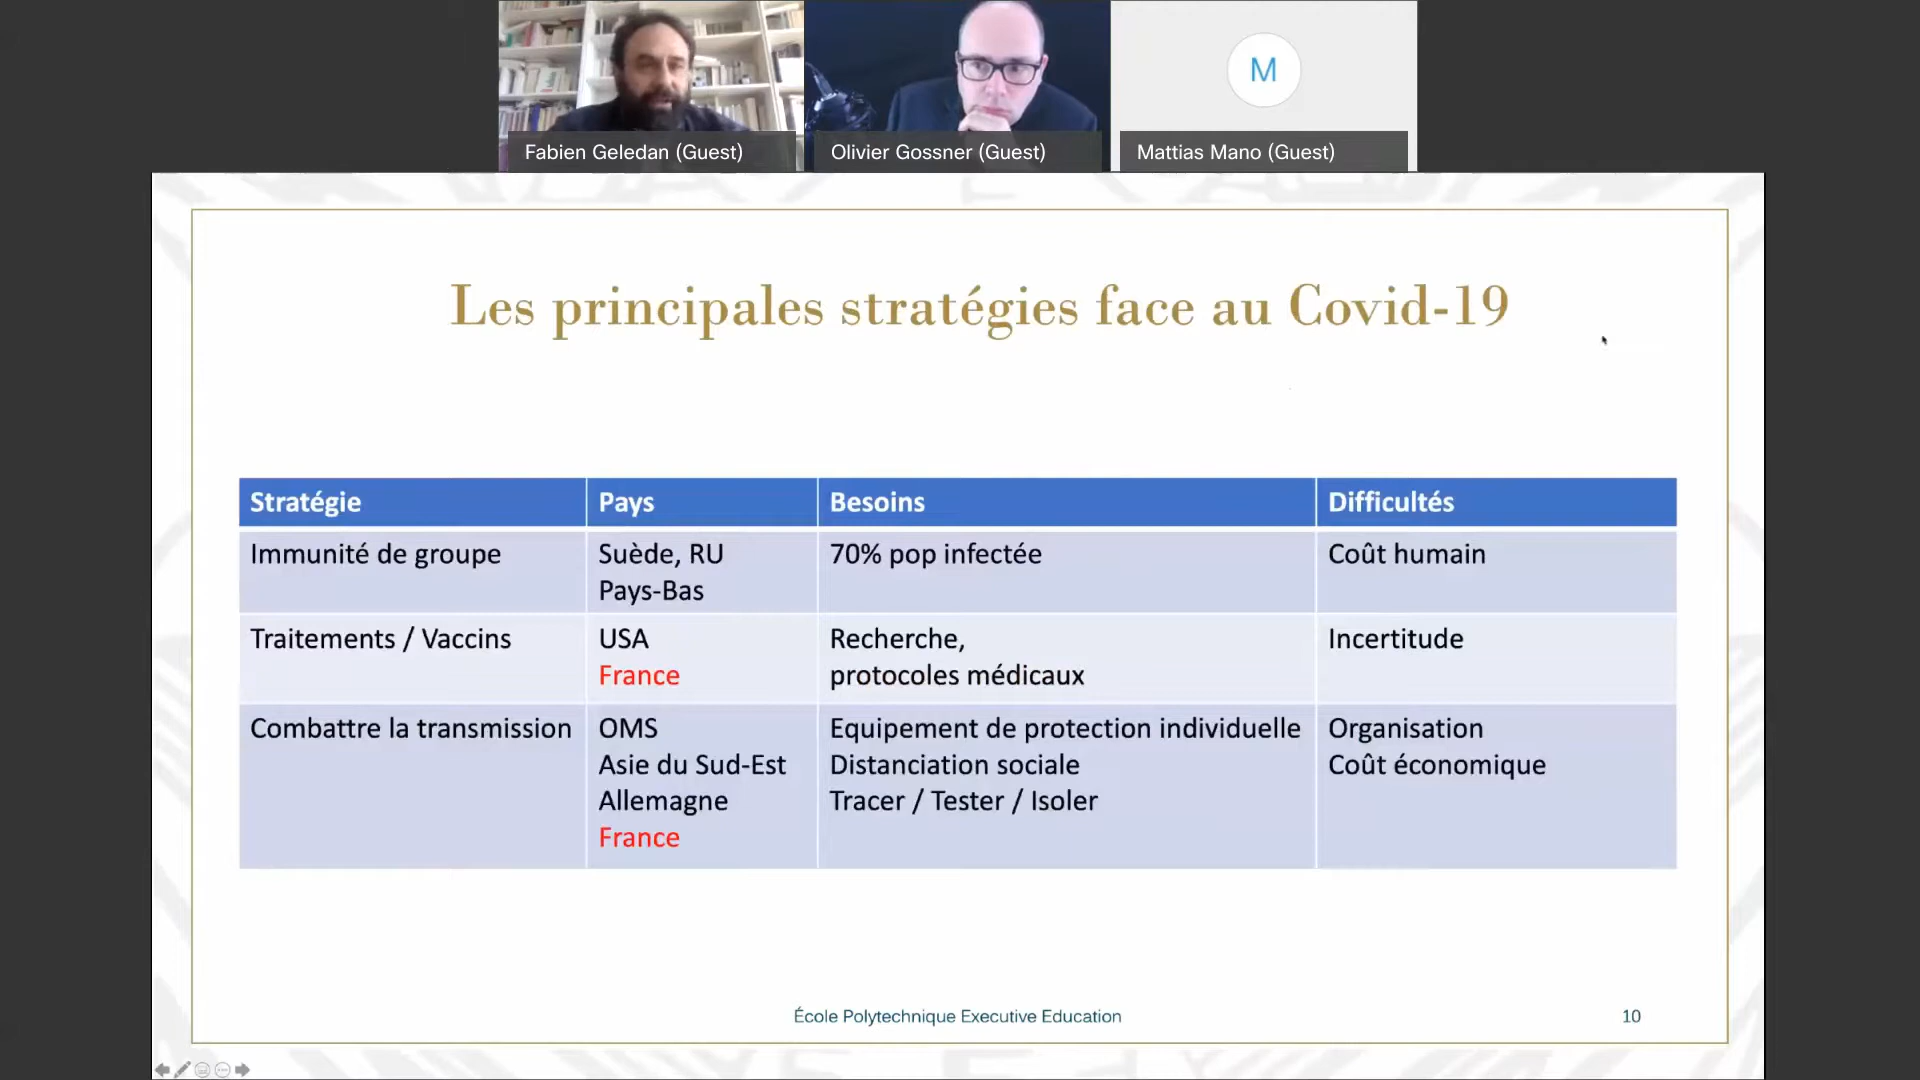 M
Fabien Geledan (Guest)
Olivier Gossner (Guest)
Mattias Mano (Guest)
Les principales stratégies face au Covid-19
Stratégie
Pays
Besoins
Difficultés
Immunité de groupe
Suède, RU
Pays-Bas
70% pop infectée
Coût humain
Traitements / Vaccins
USA
France
Recherche,
protocoles médicaux
Incertitude
Combattre la transmission
OMS
Asie du Sud-Est
Allemagne
France
Equipement de protection individuelle
Distanciation sociale
Tracer / Tester / Isoler
Organisation
Coût économique
École Polytechnique Executive Education
10